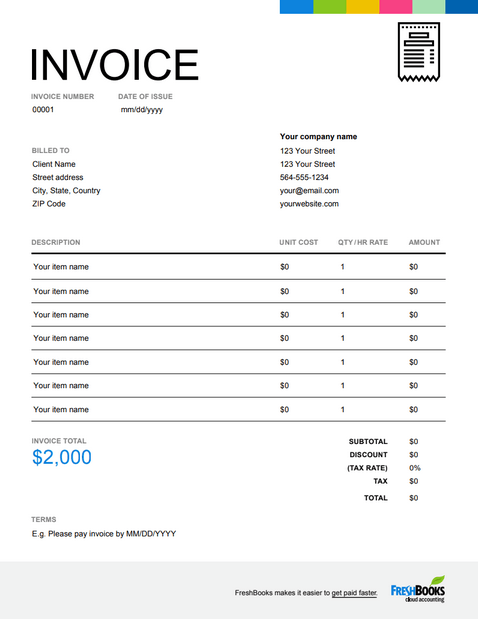 INVOICE
INVOICE NUMBER DATE OF ISSUE
00001 mm/dd/yyyy
Your company name
BILLED TO 123 Your Street
Client Name 123 Your Street
Street address 564-555-1234
City, State, Country your@email.com
ZIP Code yourwebsite.com
DESCRIPTION UNIT COST QTY/HR RATE AMOUNT
Your item name $0 1 $0
Your item name $0 1 $0
Your item name $0 1 $0
Your item name $0 1 $0
Your item name $0 1 $0
Your item name $0 1 $0
Your item name $0 1 $0
INVOICE TOTAL SUBTOTAL $0
$2,000 DISCOUNT $0
(TAX RATE) 0%
TAX $0
TOTAL $0
TERMS
E.g. Please pay invoice by MM/DD/YYYY
FreshBooks makes it easier to get paid faster. FRESHBOOKS
cloud accounting